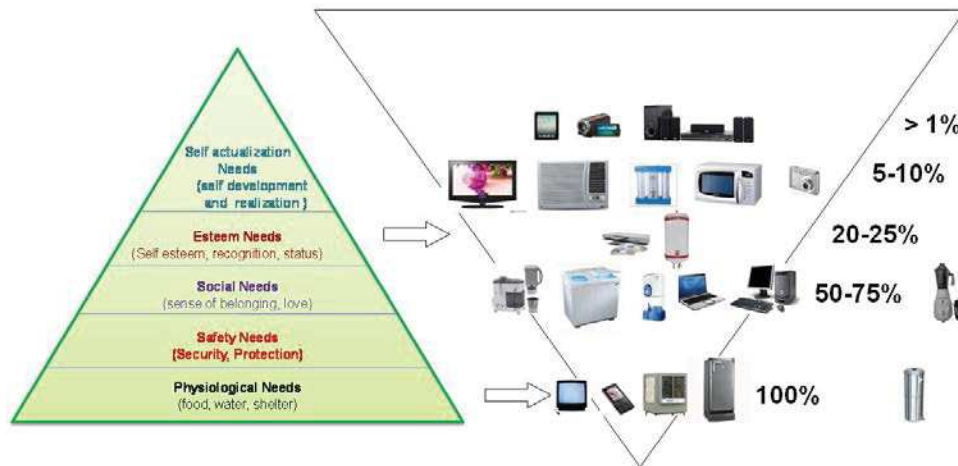 Self actualization
Needs
(self development
and realization)
Esteem Needs
(Self esteem, recognition, status)
Social Needs
(sense of belonging, love)
Safety Needs
(Security, Protection)
Physiological Needs
(food, water, shelter)
> 1%
5-10%
20-25%
50-75%
100%